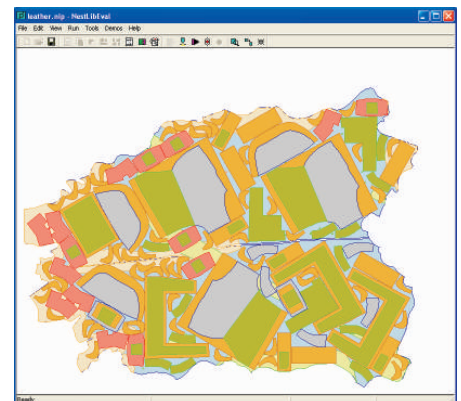 leather.nlp - NestLibEval
File Edit View Run Tools Demos Help
Ready